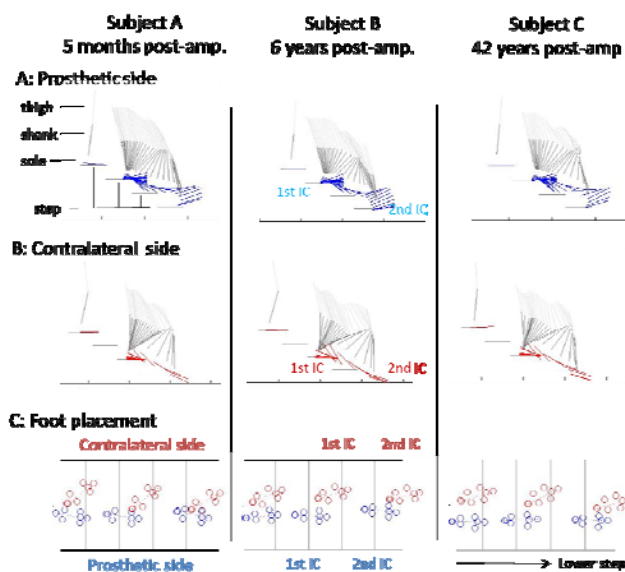 Subject A
5 months post-amp.
Subject B
6 years post-amp.
Subject C
42 years post-amp
A: Prosthetic side
thigh
shank
sole
step
1st IC
2nd IC
B: Contralateral side
1st IC
2nd IC
C: Foot placement
Contralateral side
1st IC
2nd IC
Prosthetic side
1st IC
2nd IC
Lower step